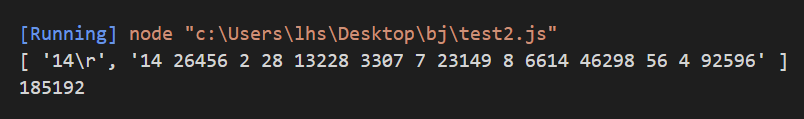 [Running] node "c:\Users\lhs\Desktop\bj\test2.js"
[ '14\r', '14 26456 2 28 13228 3307 7 23149 8 6614 46298 56 4 92596' ]
185192